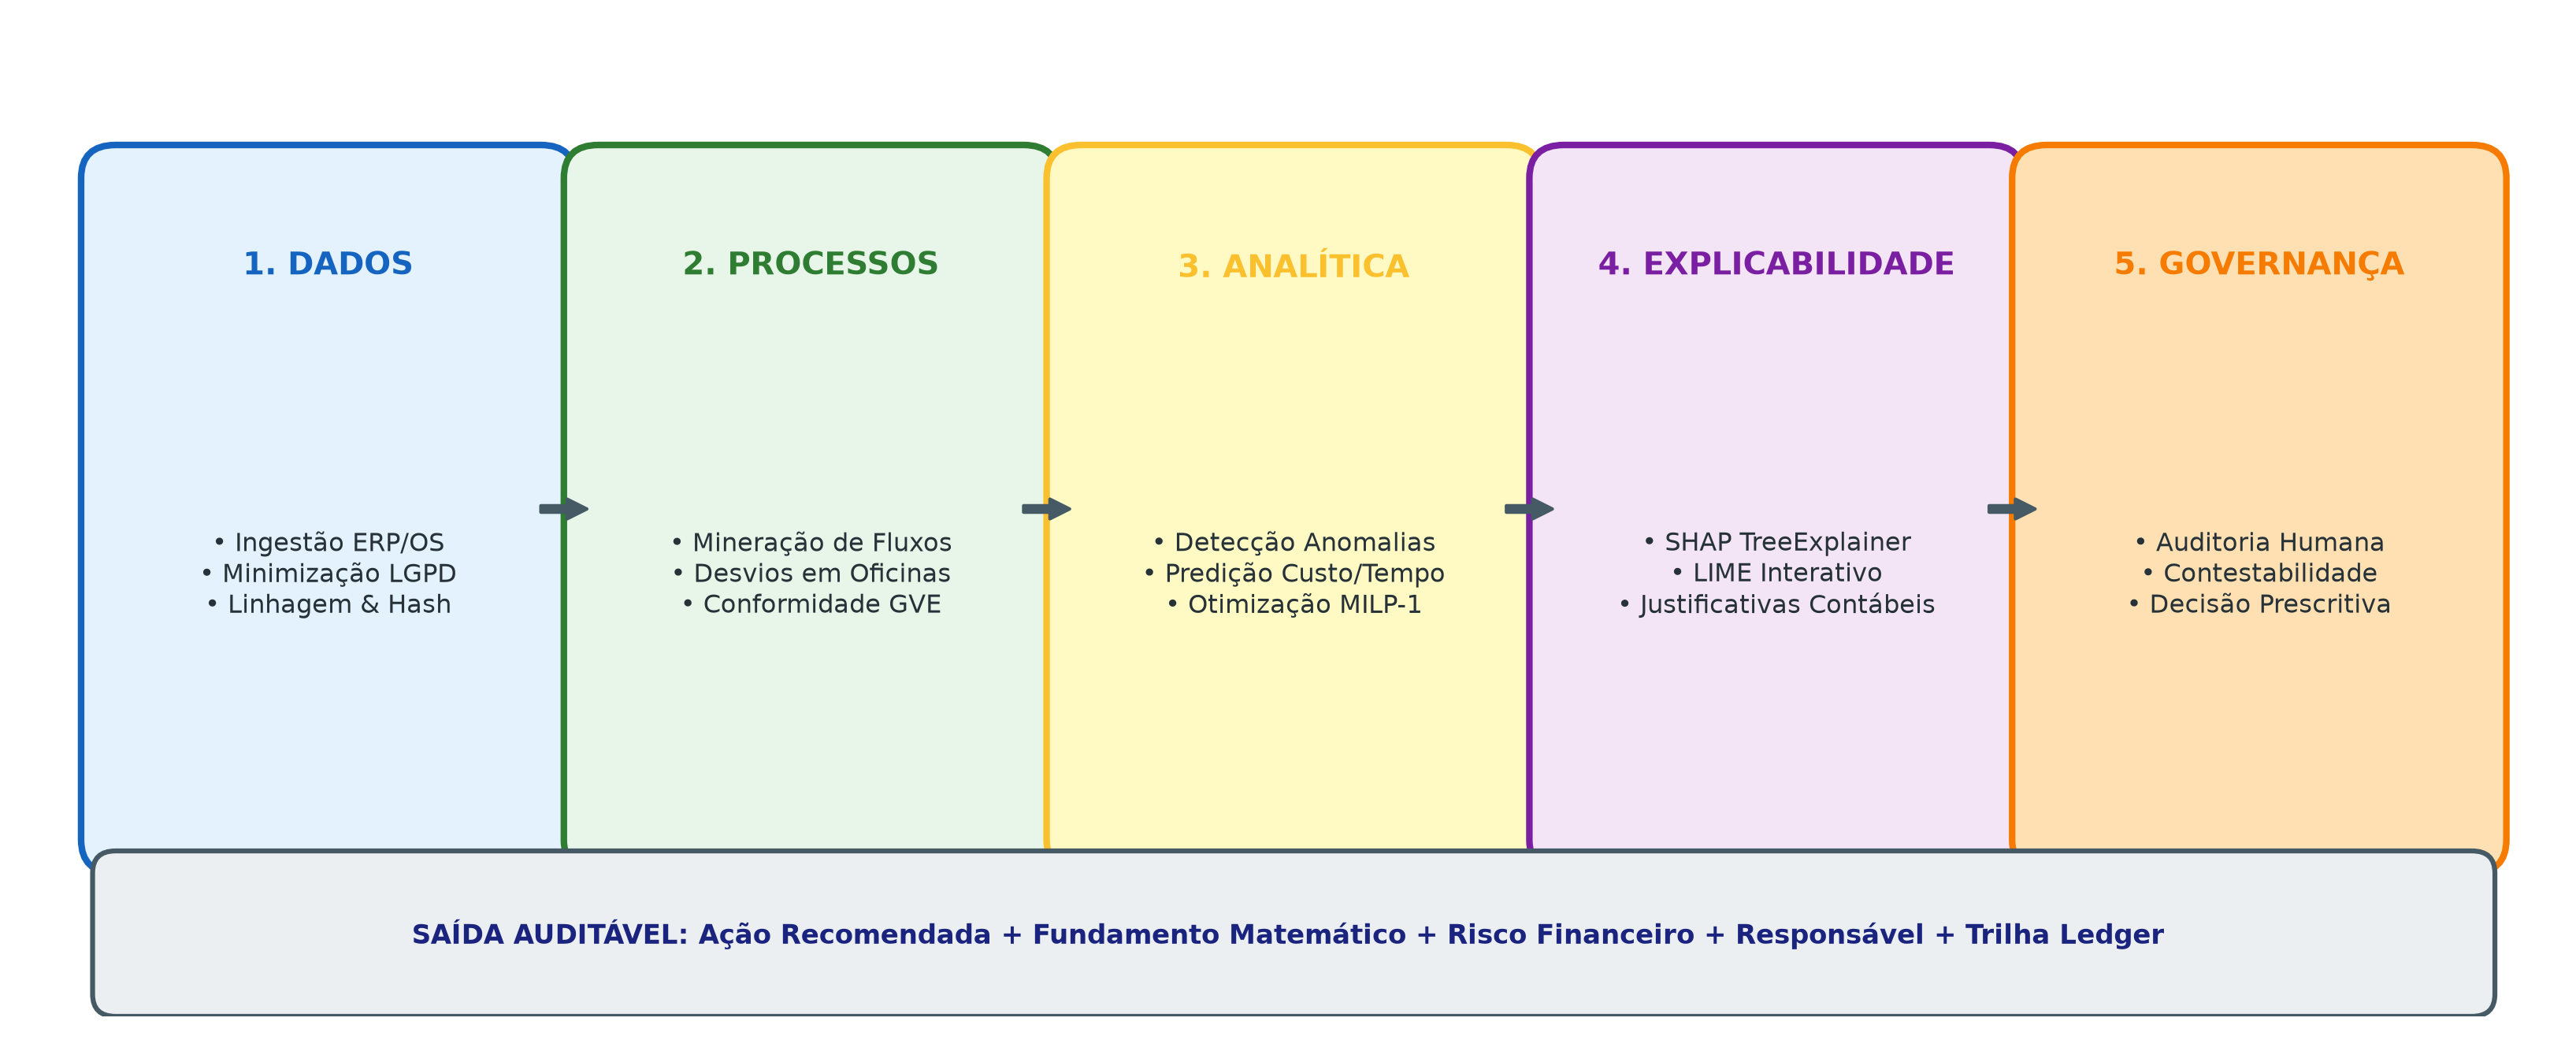 1. DADOS
• Ingestão ERP/OS
• Minimização LGPD
• Linhagem & Hash
2. PROCESSOS
• Mineração de Fluxos
• Desvios em Oficinas
• Conformidade GVE
3. ANALÍTICA
• Detecção Anomalias
• Predição Custo/Tempo
• Otimização MILP-1
4. EXPLICABILIDADE
• SHAP TreeExplainer
• LIME Interativo
• Justificativas Contábeis
5. GOVERNANÇA
• Auditoria Humana
• Contestabilidade
• Decisão Prescritiva
SAÍDA AUDITÁVEL: Ação Recomendada + Fundamento Matemático + Risco Financeiro + Responsável + Trilha Ledger